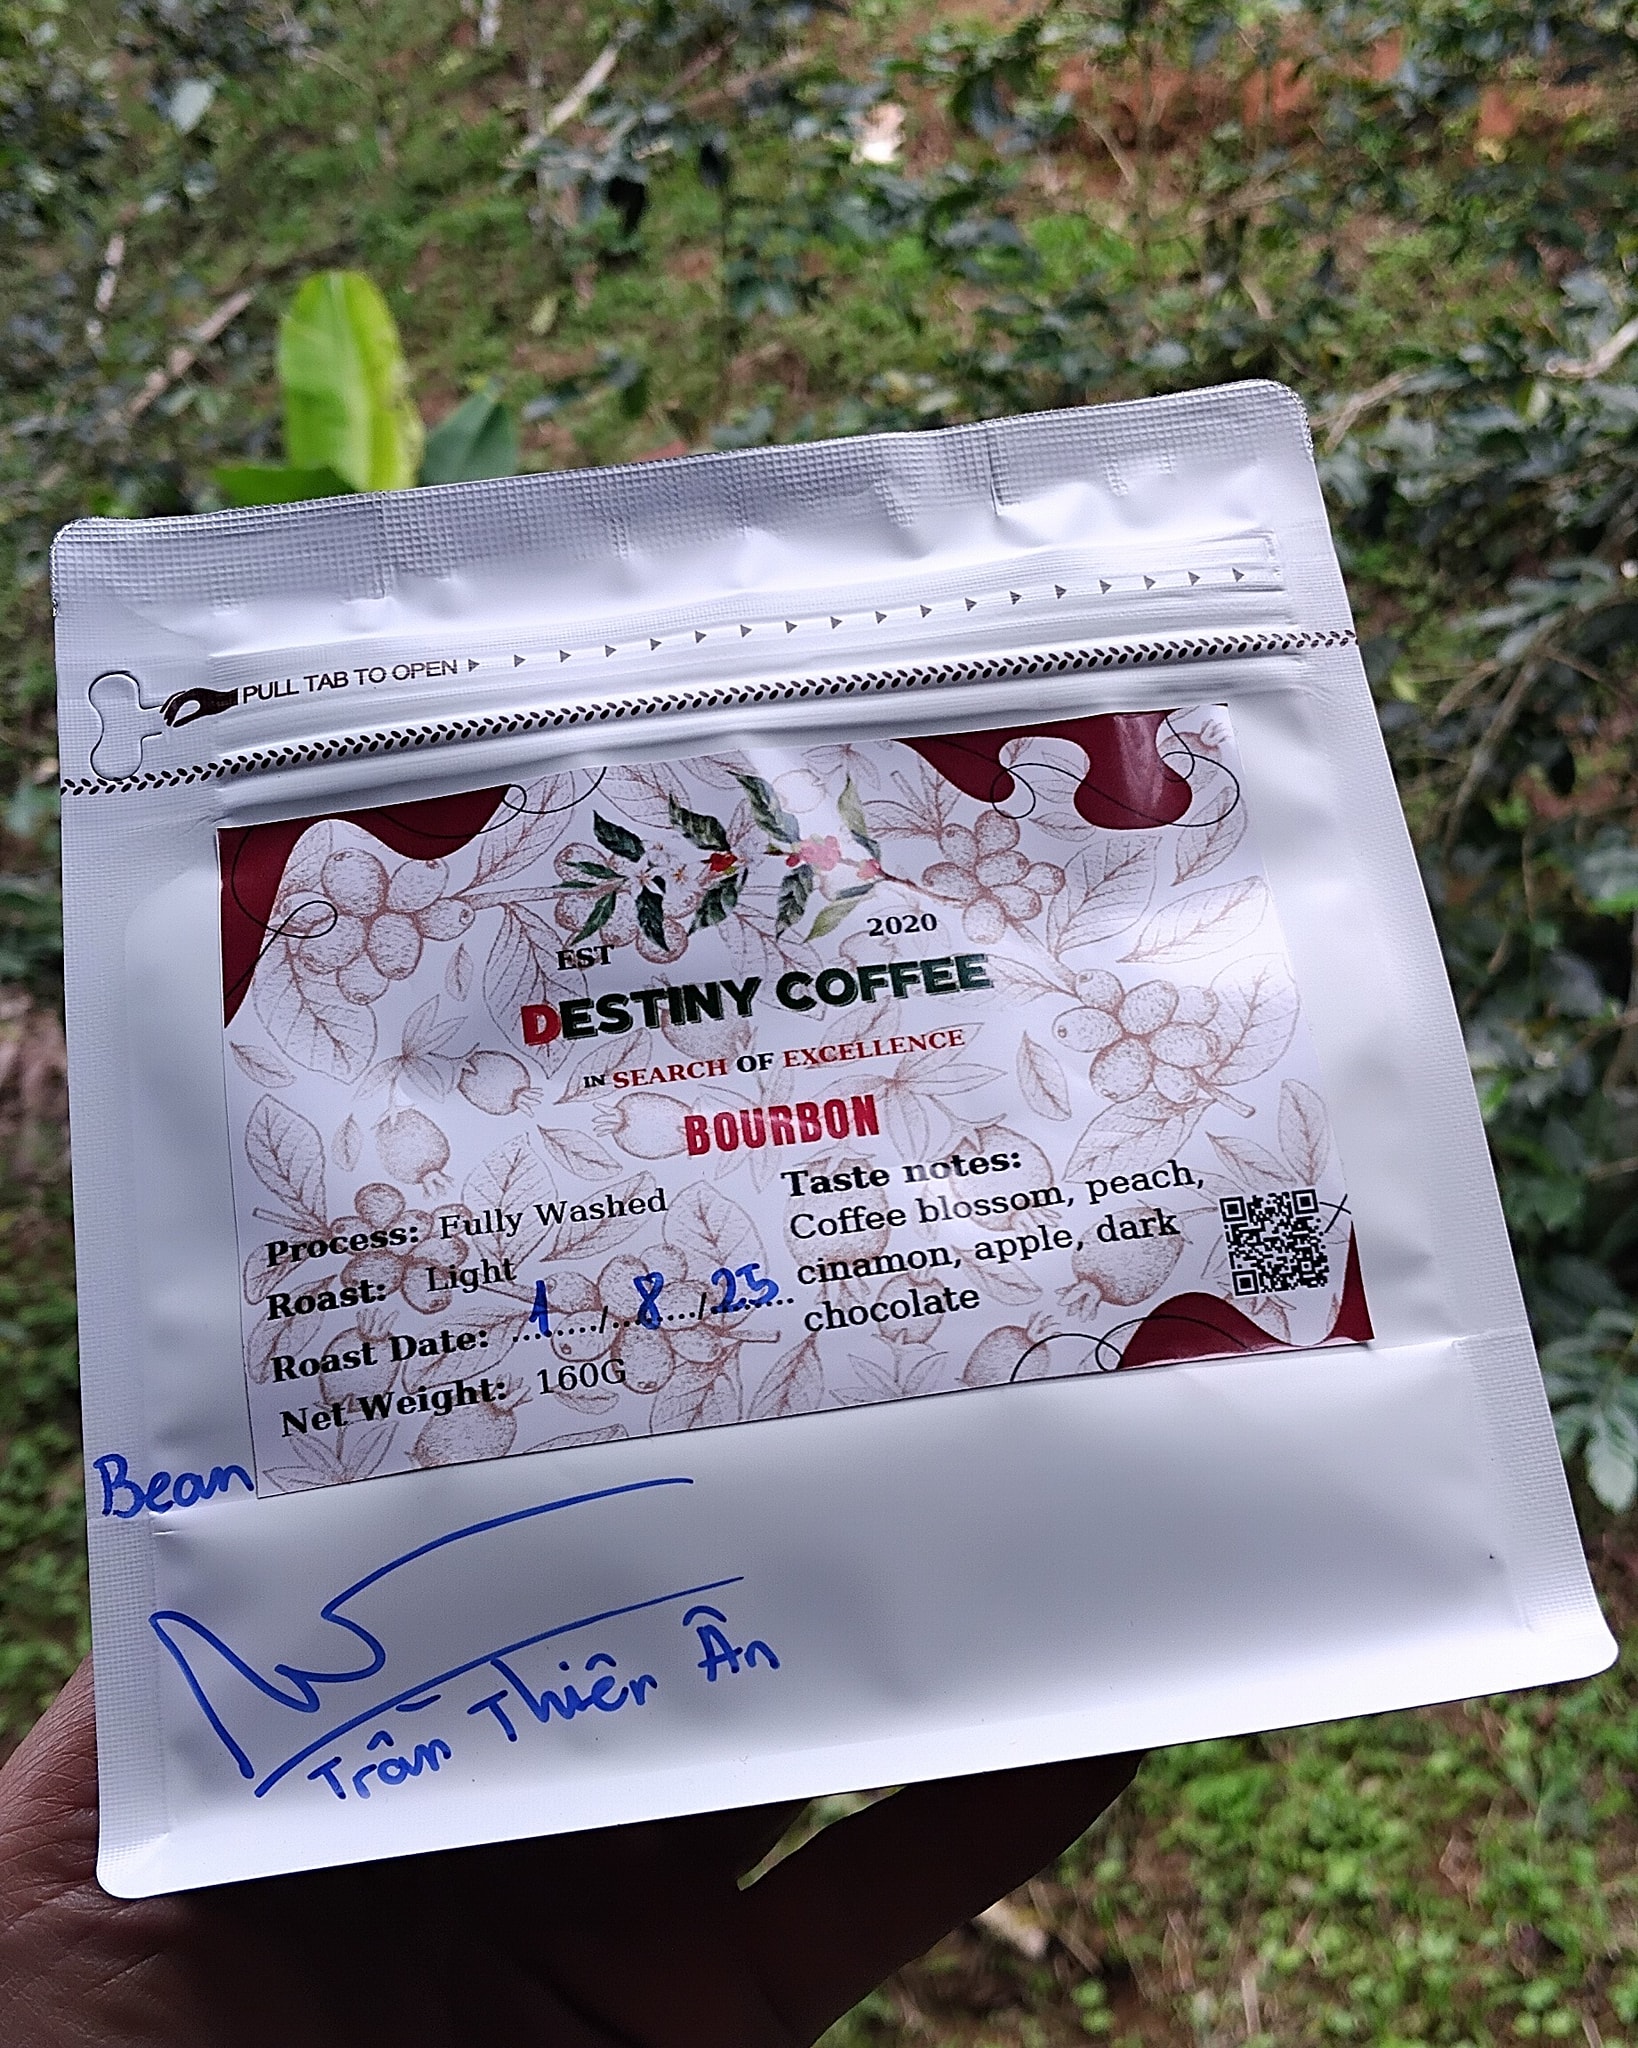 PULL TAB TO OPEN
EST 2020
DESTINY COFFEE
IN SEARCH OF EXCELLENCE
BOURBON
Process: Fully Washed
Roast: Light
Roast Date: 1/8/25
Net Weight: 160G
Taste notes:
Coffee blossom, peach,
cinamon, apple, dark
chocolate
Bean
Trần Thiên Ân